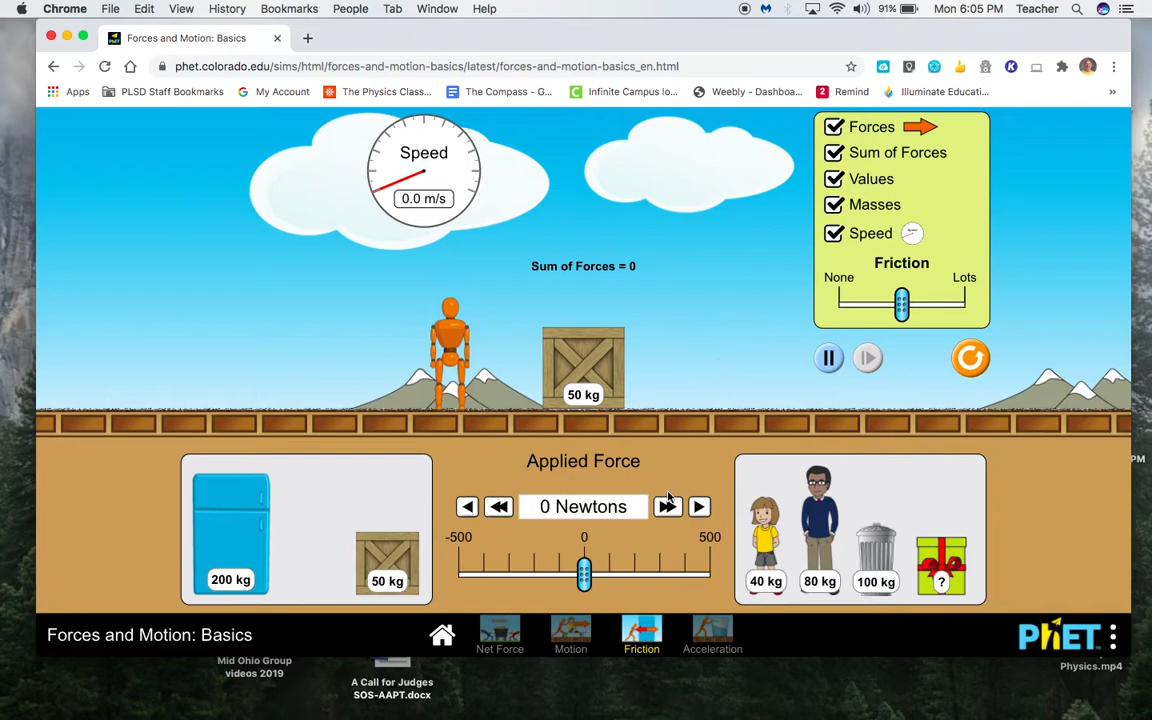 Chrome File Edit View History Bookmarks People Tab Window Help 91% Mon 6:05 PM Teacher
Forces and Motion: Basics
phet.colorado.edu/sims/html/forces-and-motion-basics/latest/forces-and-motion-basics_en.html
Apps PLSD Staff Bookmarks My Account The Physics Clas... The Compass - G... Infinite Campus lo... Weebly - Dashboa... 2 Remind Illuminate Educati... »
Speed
0.0 m/s
Forces
Sum of Forces
Values
Masses
Speed
Friction
None Lots
Sum of Forces = 0
50 kg
Applied Force
0 Newtons
-500 0 500
200 kg 50 kg
40 kg 80 kg 100 kg ?
Forces and Motion: Basics
Net Force Motion Friction Acceleration
PhET
Mid Ohio Group
videos 2019
A Call for Judges
SOS-AAPT.docx
PM
Physics.mp4